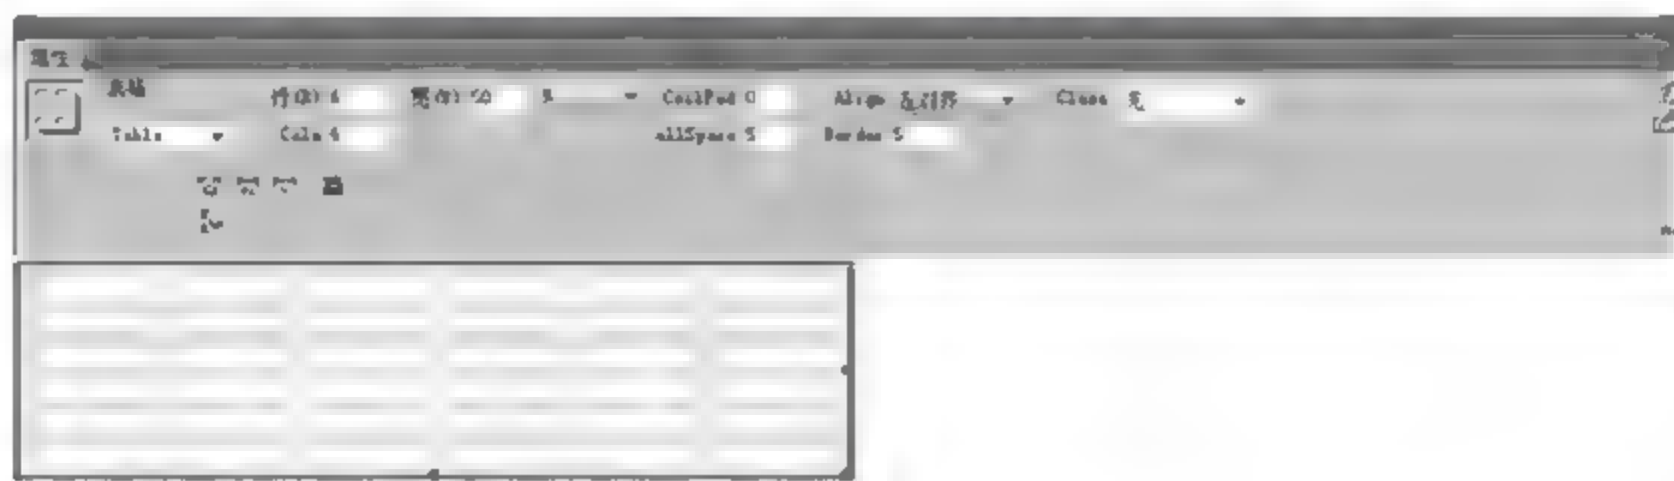 属性
表格 行(R) 4 宽(W) 50 % CellPad 0 Align 左对齐 Class 无
Table Cols 4 CellSpace 5 Border 5